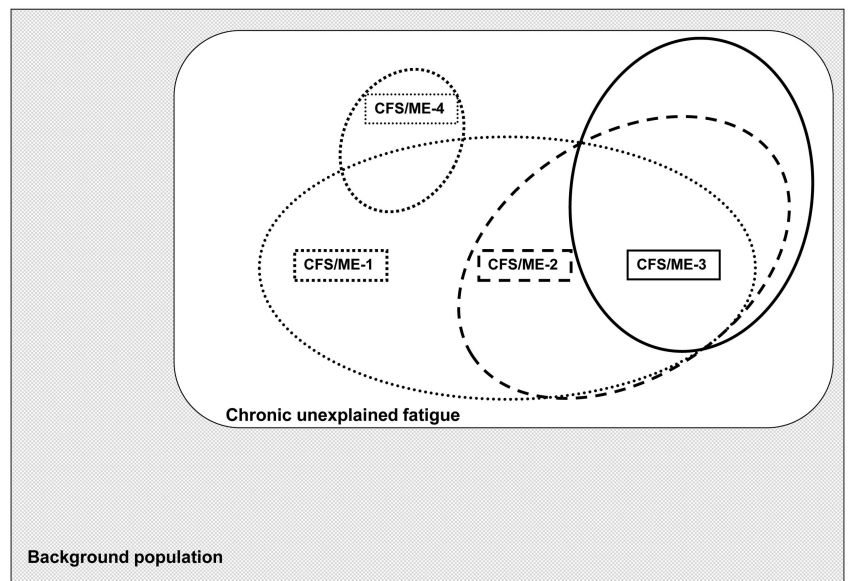 CFS/ME-4
CFS/ME-1
CFS/ME-2
CFS/ME-3
Chronic unexplained fatigue
Background population